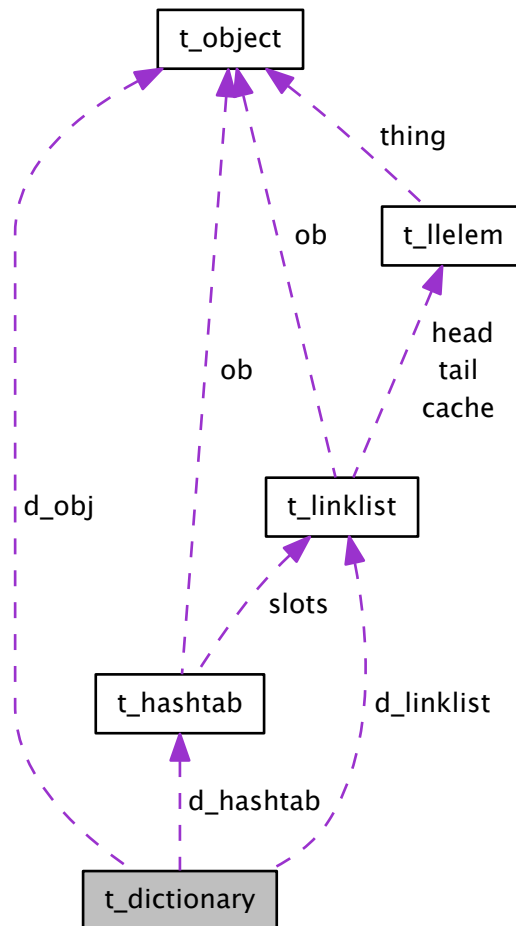 t_object
thing
t_llelem
ob
head
tail
cache
ob
t_linklist
d_obj
slots
t_hashtab
d_linklist
d_hashtab
t_dictionary